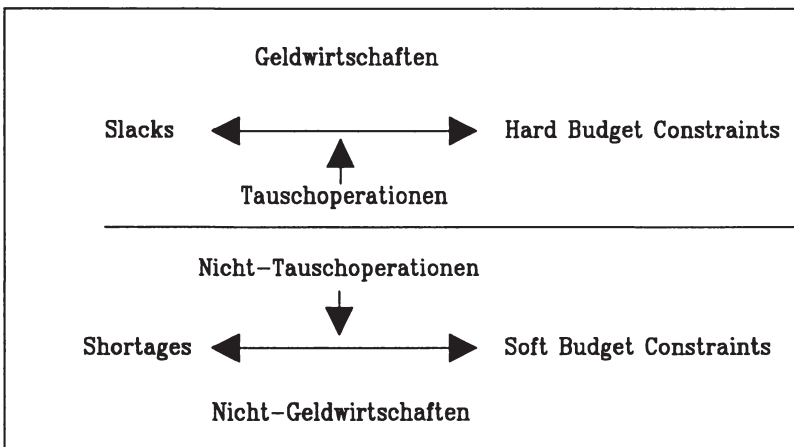 Geldwirtschaften
Slacks Hard Budget Constraints
Tauschoperationen
Nicht-Tauschoperationen
Shortages Soft Budget Constraints
Nicht-Geldwirtschaften